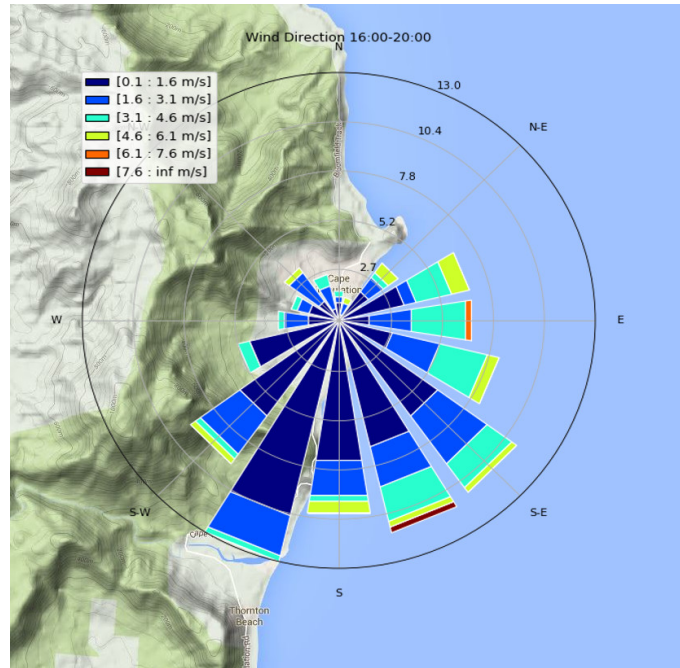 Wind Direction 16:00-20:00
N
[0.1 : 1.6 m/s]
[1.6 : 3.1 m/s]
[3.1 : 4.6 m/s]
[4.6 : 6.1 m/s]
[6.1 : 7.6 m/s]
[7.6 : inf m/s]
13.0
10.4
N-E
N-W
7.8
5.2
2.7
Cape
W
E
S-W
S-E
Cape
S
Thornton
Beach